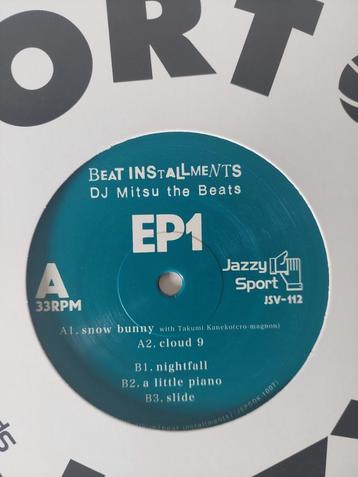 ORTS
BEAT INSTALLMENTS
DJ Mitsu the Beats
EP1
A
33RPM
Jazzy
Sport
JSV-112
A1. snow bunny with Takumi Kaneko(cro-magnon)
A2. cloud 9
B1. nightfall
B2. a little piano
B3. slide